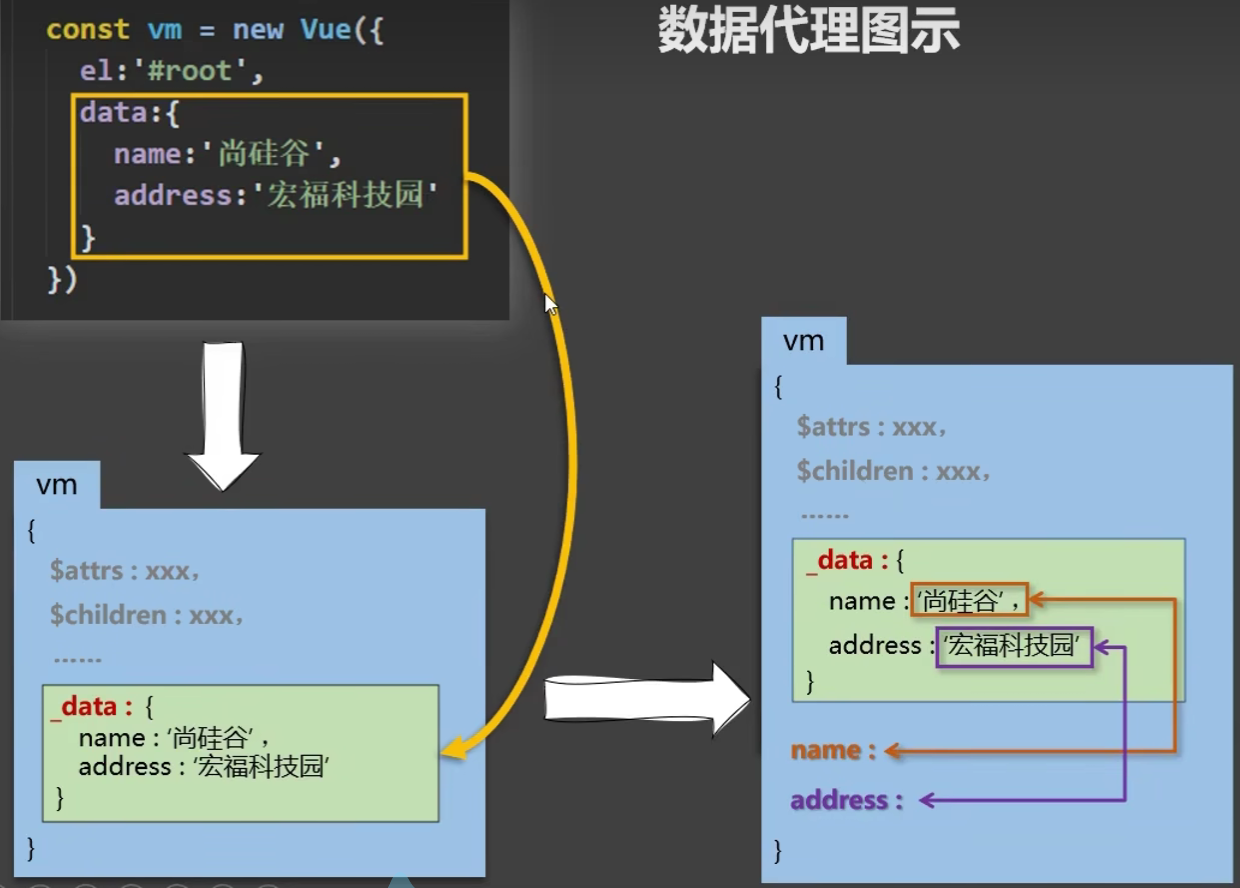 数据代理图示
const vm = new Vue({
el:'#root',
data:{
name:'尚硅谷',
address:'宏福科技园'
}
})
vm
{
$attrs : xxx，
$children : xxx，
……
_data : {
name : ‘尚硅谷’ ，
address : ‘宏福科技园’
}
}
vm
{
$attrs : xxx，
$children : xxx，
……
_data : {
name : ‘尚硅谷’ ，
address : ‘宏福科技园’
}
name :
address :
}